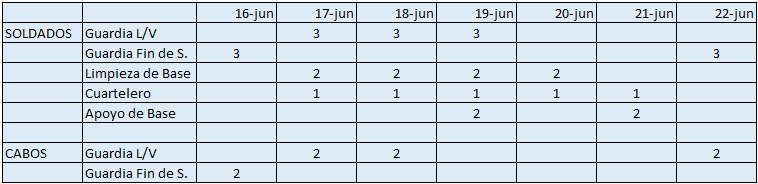 16-jun 17-jun 18-jun 19-jun 20-jun 21-jun 22-jun
SOLDADOS Guardia L/V 3 3 3
Guardia Fin de S. 3 3
Limpieza de Base 2 2 2 2
Cuartelero 1 1 1 1 1
Apoyo de Base 2 2
CABOS Guardia L/V 2 2 2
Guardia Fin de S. 2